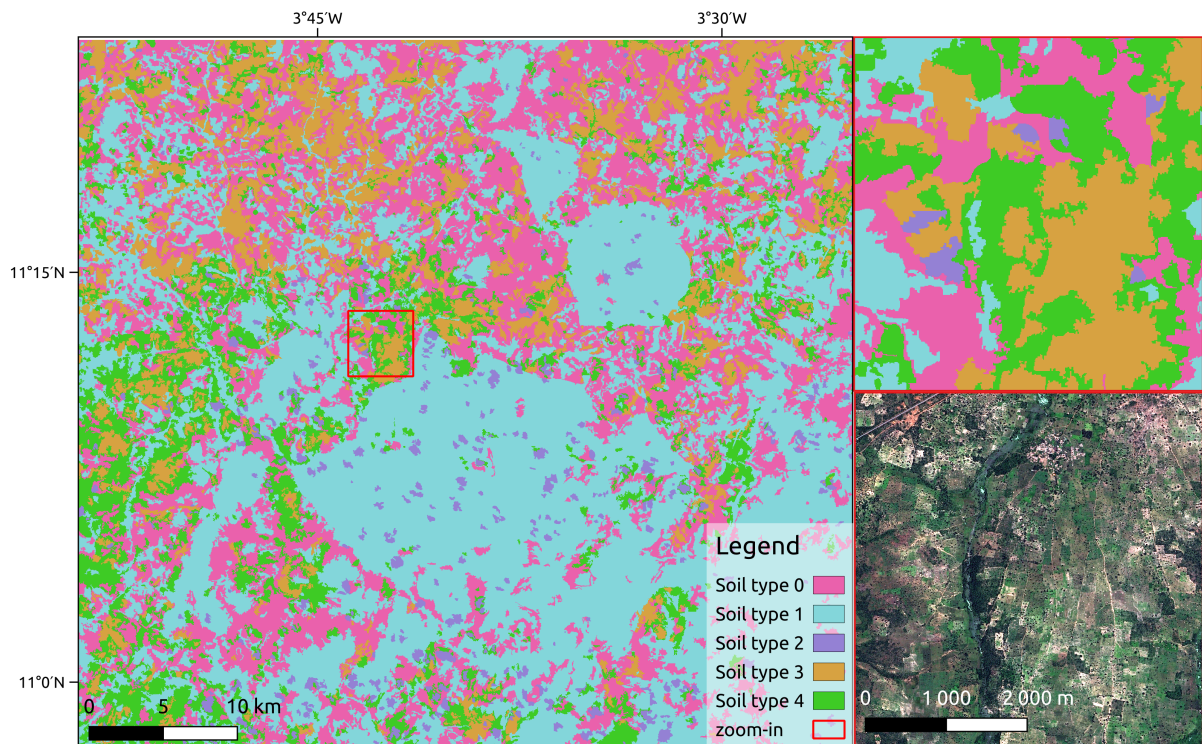 3°45′W 3°30′W
11°15′N
11°0′N
Legend
Soil type 0
Soil type 1
Soil type 2
Soil type 3
Soil type 4
zoom-in
0 5 10 km
0 1 000 2 000 m